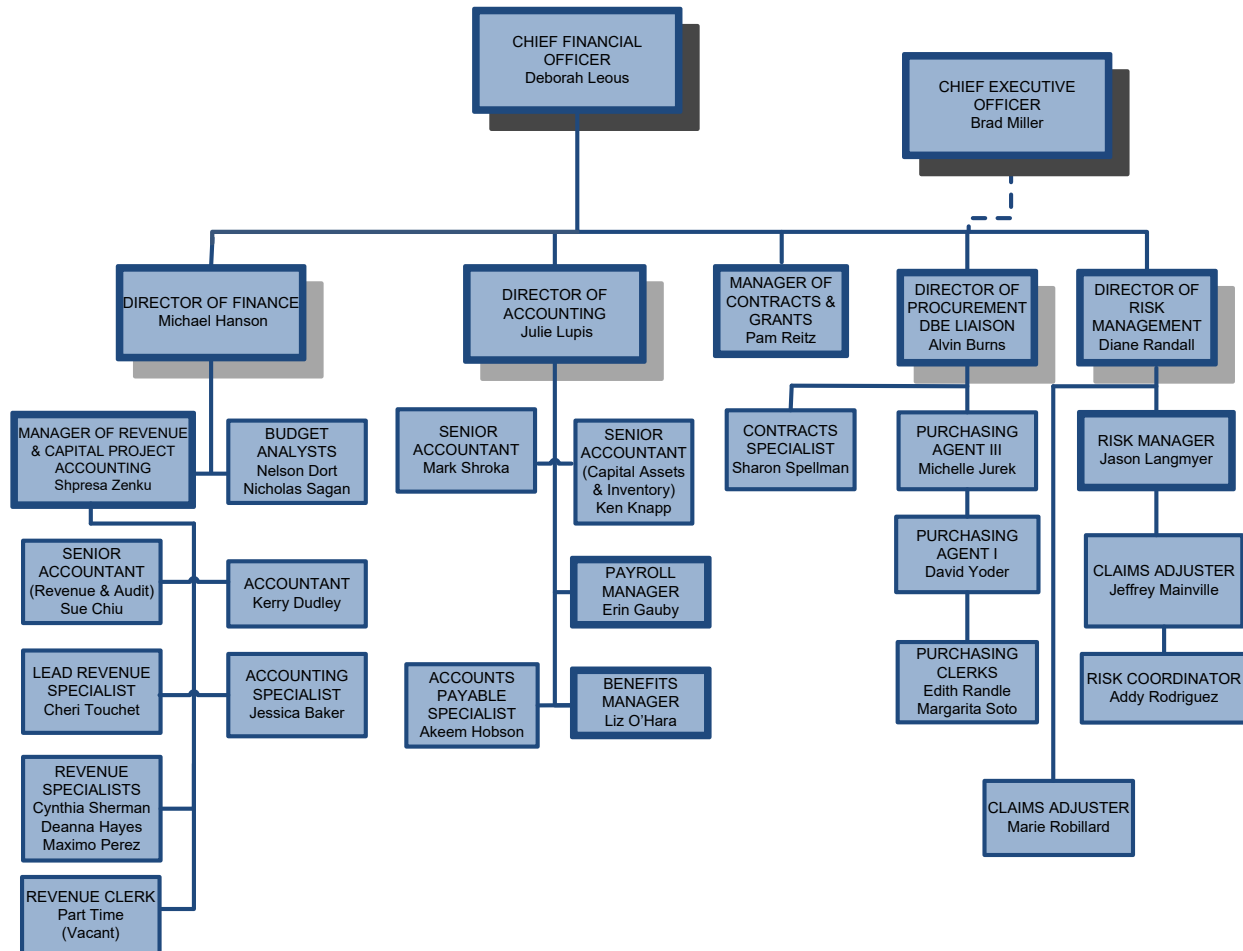 CHIEF FINANCIAL
OFFICER
Deborah Leous
CHIEF EXECUTIVE
OFFICER
Brad Miller
DIRECTOR OF FINANCE
Michael Hanson
DIRECTOR OF
ACCOUNTING
Julie Lupis
MANAGER OF
CONTRACTS &
GRANTS
Pam Reitz
DIRECTOR OF
PROCUREMENT
DBE LIAISON
Alvin Burns
DIRECTOR OF
RISK
MANAGEMENT
Diane Randall
MANAGER OF REVENUE
& CAPITAL PROJECT
ACCOUNTING
Shpresa Zenku
BUDGET
ANALYSTS
Nelson Dort
Nicholas Sagan
SENIOR
ACCOUNTANT
Mark Shroka
SENIOR
ACCOUNTANT
(Capital Assets
& Inventory)
Ken Knapp
CONTRACTS
SPECIALIST
Sharon Spellman
PURCHASING
AGENT III
Michelle Jurek
RISK MANAGER
Jason Langmyer
SENIOR
ACCOUNTANT
(Revenue & Audit)
Sue Chiu
ACCOUNTANT
Kerry Dudley
PAYROLL
MANAGER
Erin Gauby
PURCHASING
AGENT I
David Yoder
CLAIMS ADJUSTER
Jeffrey Mainville
LEAD REVENUE
SPECIALIST
Cheri Touchet
ACCOUNTING
SPECIALIST
Jessica Baker
ACCOUNTS
PAYABLE
SPECIALIST
Akeem Hobson
BENEFITS
MANAGER
Liz O'Hara
PURCHASING
CLERKS
Edith Randle
Margarita Soto
RISK COORDINATOR
Addy Rodriguez
REVENUE
SPECIALISTS
Cynthia Sherman
Deanna Hayes
Maximo Perez
CLAIMS ADJUSTER
Marie Robillard
REVENUE CLERK
Part Time
(Vacant)